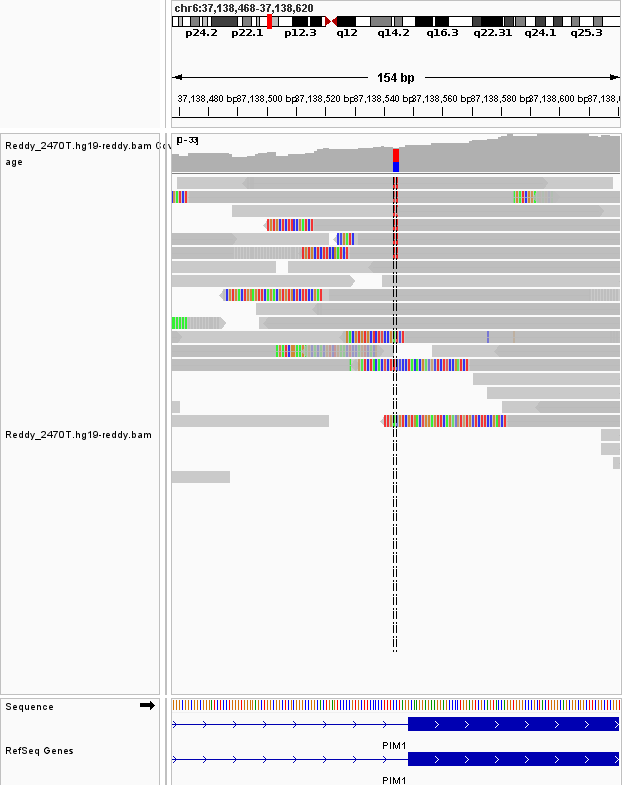 chr6:37,138,468-37,138,620
p24.2 p22.1 p12.3 q12 q14.2 q16.3 q22.31 q24.1 q25.3
154 bp
37,138,480 bp 37,138,500 bp 37,138,520 bp 37,138,540 bp 37,138,560 bp 37,138,580 bp 37,138,600 bp
Reddy_2470T.hg19-reddy.bam Cov
age
[0-33]
Reddy_2470T.hg19-reddy.bam
Sequence
PIM1
RefSeq Genes
PIM1